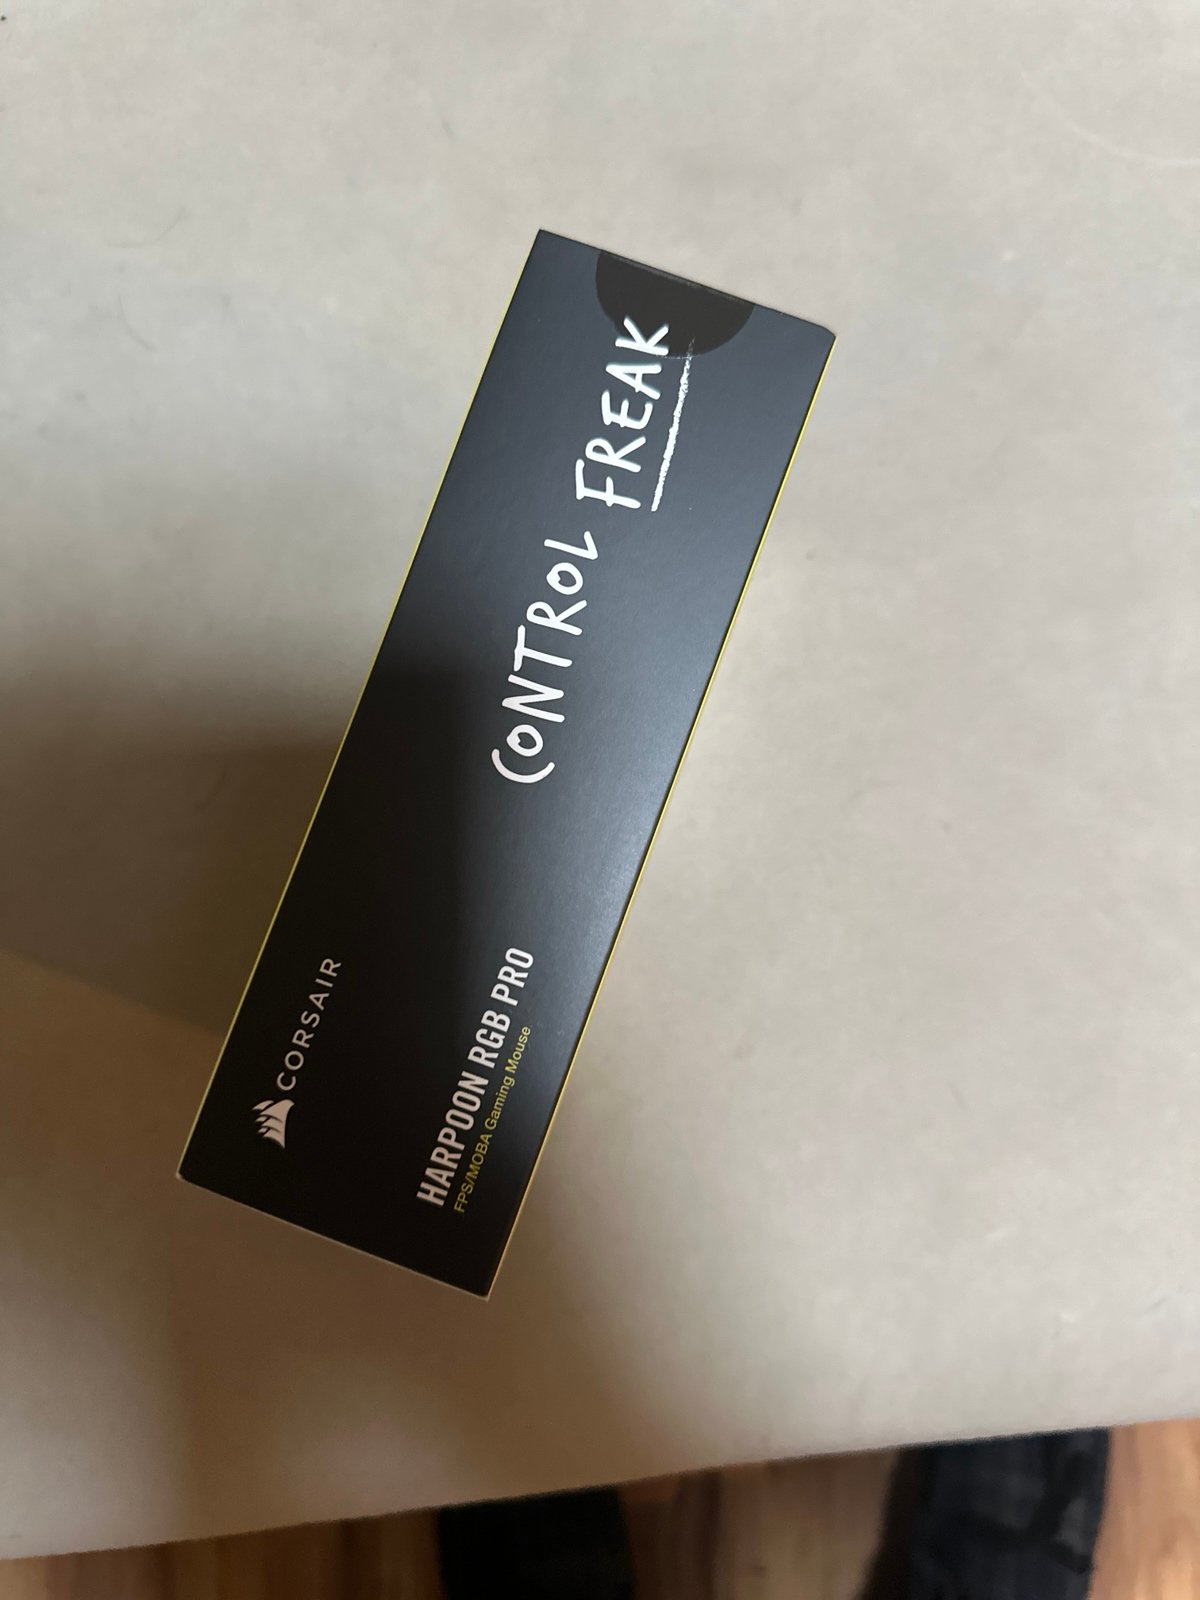 CORSAIR
HARPOON RGB PRO
FPS/MOBA Gaming Mouse
CONTROL FREAK